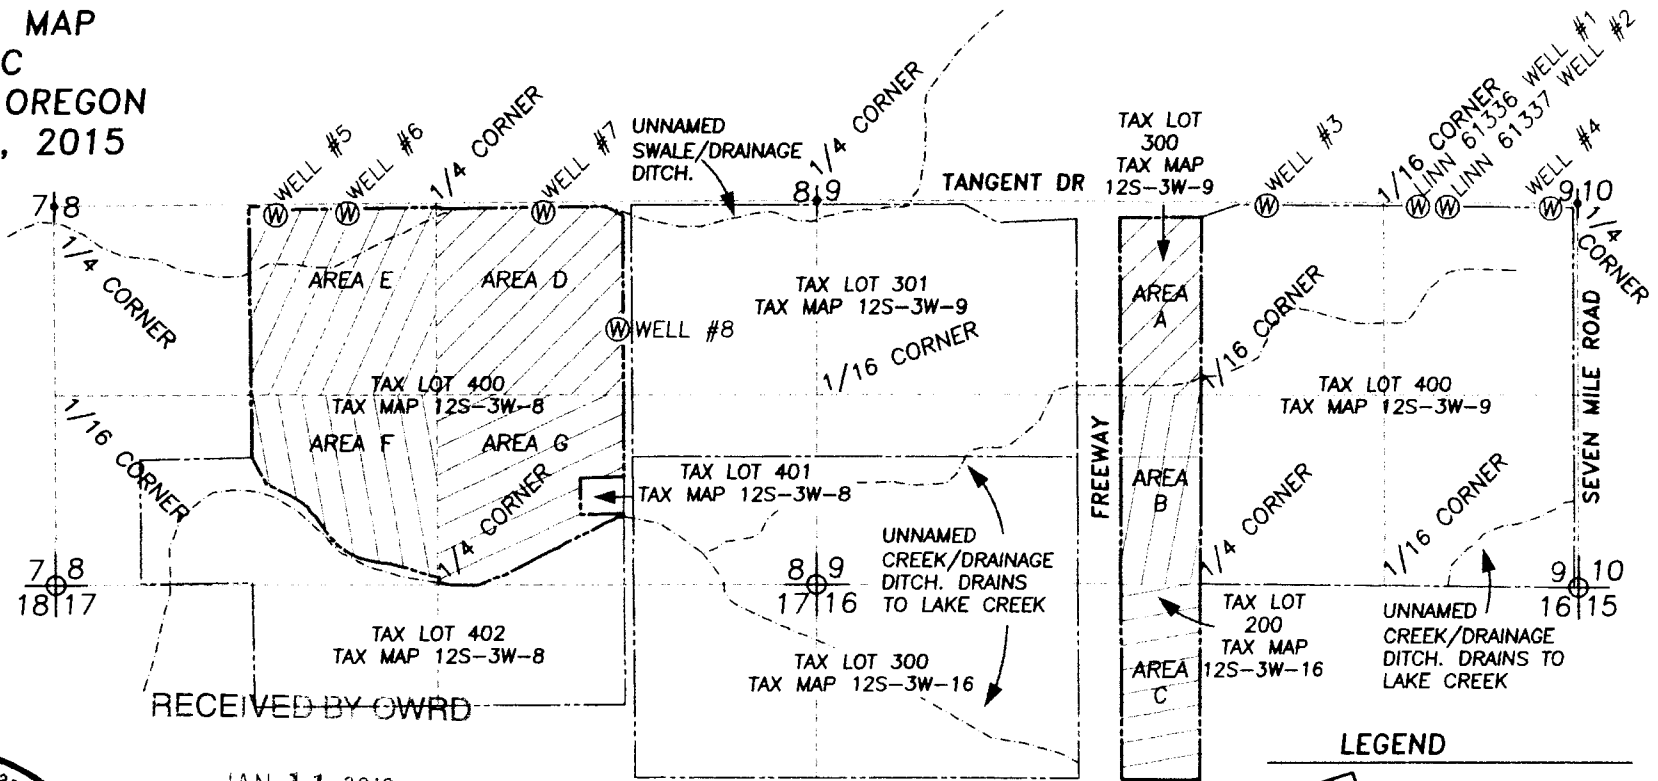 MAP
C
OREGON
, 2015
WELL #5
WELL #6
1/4 CORNER
WELL #7
UNNAMED
SWALE/DRAINAGE
DITCH.
1/4 CORNER
TANGENT DR
TAX LOT
300
TAX MAP
12S-3W-9
WELL #3
1/16 CORNER
LINN 61336 WELL #1
LINN 61337 WELL #2
WELL #4
7 8
8 9
9 10
W W W W W W W
1/4 CORNER
1/4
CORNER
AREA E
AREA D
TAX LOT 301
TAX MAP 12S-3W-9
AREA
A
W WELL #8
1/16 CORNER
1/16 CORNER
TAX LOT 400
TAX MAP 12S-3W-8
TAX LOT 400
TAX MAP 12S-3W-9
SEVEN MILE ROAD
1/16 CORNER
AREA F
AREA G
FREEWAY
1/4 CORNER
TAX LOT 401
TAX MAP 12S-3W-8
AREA
B
1/4 CORNER
1/16 CORNER
UNNAMED
CREEK/DRAINAGE
DITCH. DRAINS
TO LAKE CREEK
7 8
18 17
8 9
17 16
9 10
16 15
TAX LOT 402
TAX MAP 12S-3W-8
TAX LOT 300
TAX MAP 12S-3W-16
TAX LOT
200
TAX MAP
12S-3W-16
AREA
C
UNNAMED
CREEK/DRAINAGE
DITCH. DRAINS TO
LAKE CREEK
RECEIVED BY OWRD
LEGEND
JAN 11